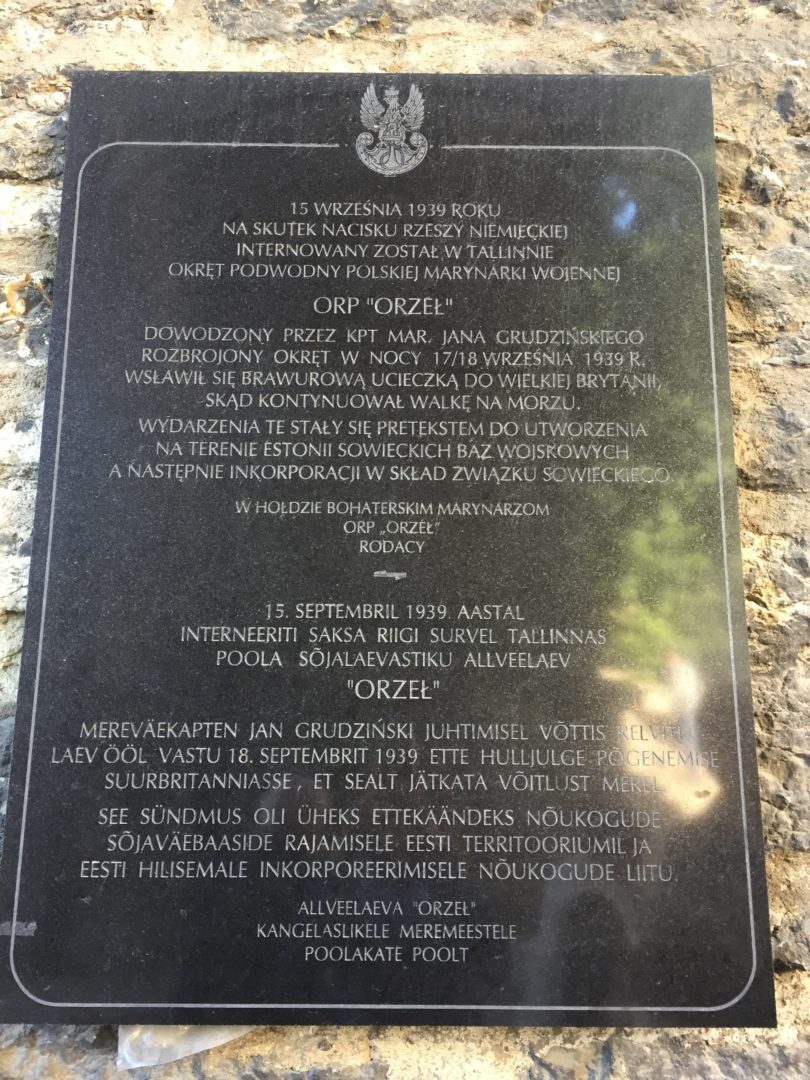 15 WRZEŚNIA 1939 ROKU
NA SKUTEK NACISKU RZESZY NIEMIECKIEJ
INTERNOWANY ZOSTAŁ W TALLINNIE
OKRĘT PODWODNY POLSKIEJ MARYNARKI WOJENNEJ
ORP "ORZEŁ"
DOWODZONY PRZEZ KPT MAR. JANA GRUDZIŃSKIEGO
ROZBROJONY OKRĘT W NOCY 17/18 WRZEŚNIA 1939 R.
WSŁAWIŁ SIĘ BRAWUROWĄ UCIECZKĄ DO WIELKIEJ BRYTANII,
SKĄD KONTYNUOWAŁ WALKĘ NA MORZU.
WYDARZENIA TE STAŁY SIĘ PRETEKSTEM DO UTWORZENIA
NA TERENIE ESTONII SOWIECKICH BAZ WOJSKOWYCH
A NASTĘPNIE INKORPORACJI W SKŁAD ZWIĄZKU SOWIECKIEGO
W HOŁDZIE BOHATERSKIM MARYNARZOM
ORP „ORZEŁ"
RODACY
15. SEPTEMBRIL 1939. AASTAL
INTERNEERITI SAKSA RIIGI SURVEL TALLINNAS
POOLA SÕJALAEVASTIKU ALLVEELAEV
"ORZEŁ"
MEREVÄEKAPTEN JAN GRUDZIŃSKI JUHTIMISEL VÕTTIS RELVITU
LAEV ÖÖL VASTU 18. SEPTEMBRIT 1939 ETTE HULLJULGE PÕGENEMISE
SUURBRITANNIASSE, ET SEALT JÄTKATA VÕITLUST MEREL.
SEE SÜNDMUS OLI ÜHEKS ETTEKÄÄNDEKS NÕUKOGUDE
SÕJAVÄEBAASIDE RAJAMISELE EESTI TERRITOORIUMIL JA
EESTI HILISEMALE INKORPOREERIMISELE NÕUKOGUDE LIITU.
ALLVEELAEVA "ORZEŁ"
KANGELASLIKELE MEREMEESTELE
POOLAKATE POOLT